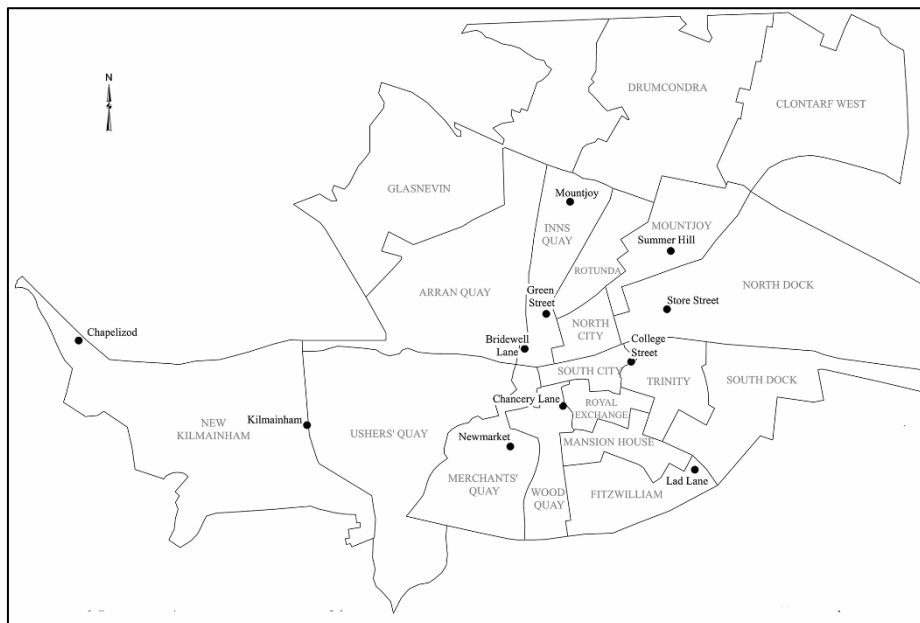 N
DRUMCONDRA
CLONTARF WEST
GLASNEVIN
Mountjoy
INNS
QUAY
MOUNTJOY
Summer Hill
ROTUNDA
ARRAN QUAY
Green
Street
NORTH DOCK
Store Street
NORTH
CITY
Chapelizod
Bridewell
Lane
College
Street
SOUTH CITY
TRINITY
SOUTH DOCK
Chancery Lane
ROYAL
EXCHANGE
NEW
KILMAINHAM
Kilmainham
USHERS' QUAY
Newmarket
MANSION HOUSE
MERCHANTS'
QUAY
WOOD
QUAY
FITZWILLIAM
Lad Lane